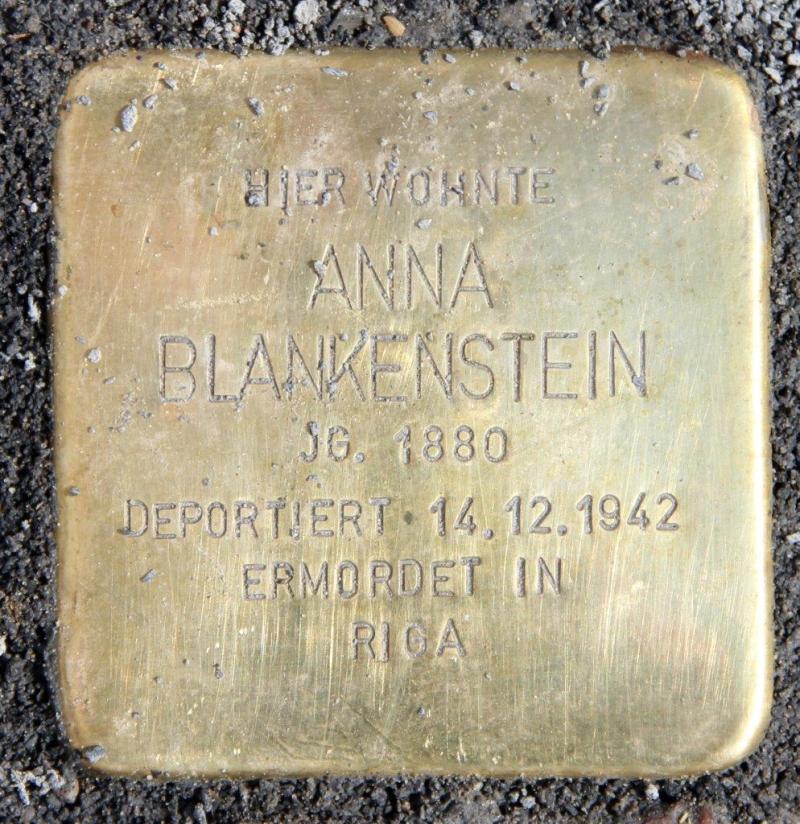 HIER WOHNTE
ANNA
BLANKENSTEIN
JG. 1880
DEPORTIERT 14.12.1942
ERMORDET IN
RIGA